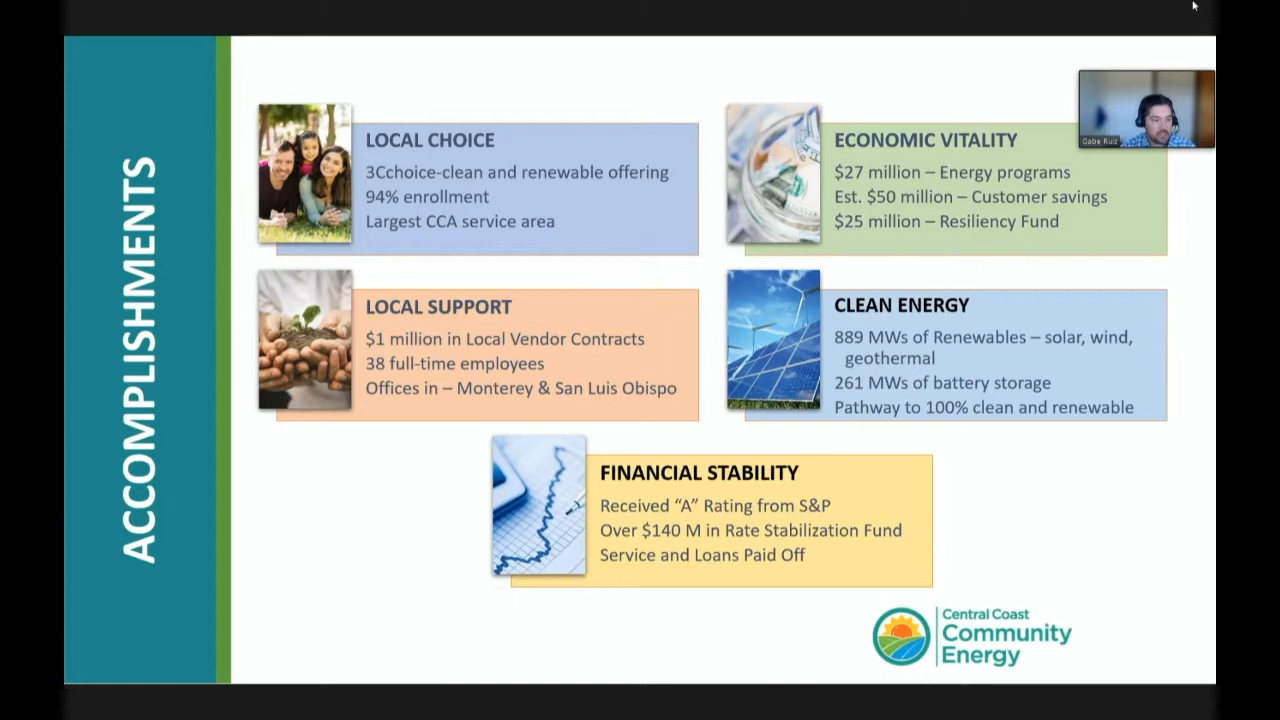 ACCOMPLISHMENTS
LOCAL CHOICE
3Cchoice-clean and renewable offering
94% enrollment
Largest CCA service area
ECONOMIC VITALITY
$27 million – Energy programs
Est. $50 million – Customer savings
$25 million – Resiliency Fund
Gabe Ruiz
LOCAL SUPPORT
$1 million in Local Vendor Contracts
38 full-time employees
Offices in – Monterey & San Luis Obispo
CLEAN ENERGY
889 MWs of Renewables – solar, wind,
geothermal
261 MWs of battery storage
Pathway to 100% clean and renewable
FINANCIAL STABILITY
Received “A” Rating from S&P
Over $140 M in Rate Stabilization Fund
Service and Loans Paid Off
Central Coast
Community
Energy